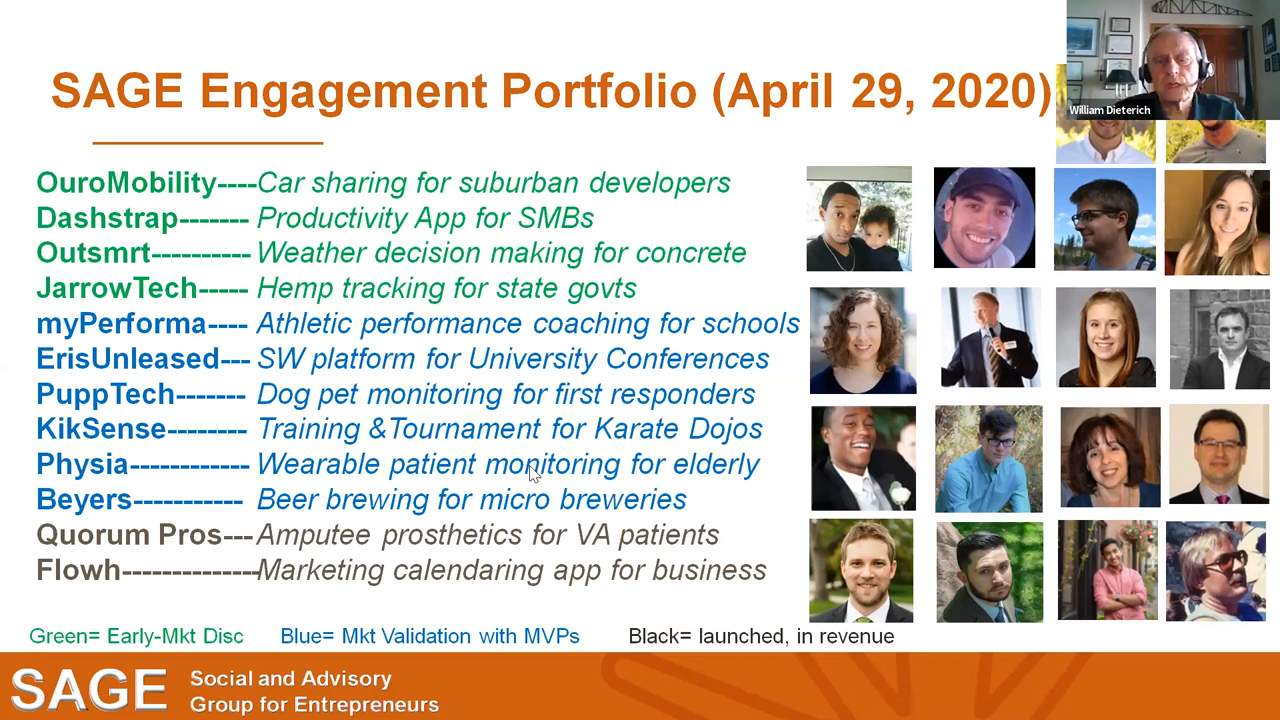 SAGE Engagement Portfolio (April 29, 2020)
William Dieterich
OuroMobility----Car sharing for suburban developers
Dashstrap------- Productivity App for SMBs
Outsmrt---------- Weather decision making for concrete
JarrowTech----- Hemp tracking for state govts
myPerforma---- Athletic performance coaching for schools
ErisUnleased--- SW platform for University Conferences
PuppTech------- Dog pet monitoring for first responders
KikSense-------- Training &Tournament for Karate Dojos
Physia------------ Wearable patient monitoring for elderly
Beyers----------- Beer brewing for micro breweries
Quorum Pros---Amputee prosthetics for VA patients
Flowh--------------Marketing calendaring app for business
Green= Early-Mkt Disc Blue= Mkt Validation with MVPs Black= launched, in revenue
SAGE
Social and Advisory
Group for Entrepreneurs